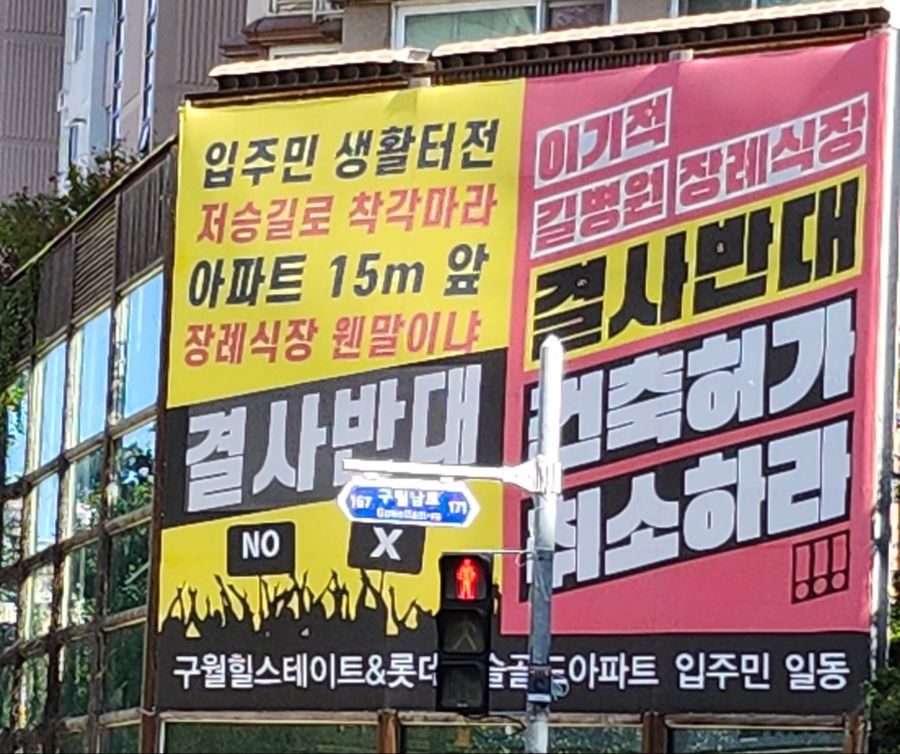 입주민 생활터전
저승길로 착각마라
아파트 15m 앞
장례식장 웬말이냐
결사반대
NO X
이기적
길병원 장례식장
결사반대
건축허가
취소하라
!!!
167 구월남로 171
구월힐스테이트&롯데 아파트 입주민 일동